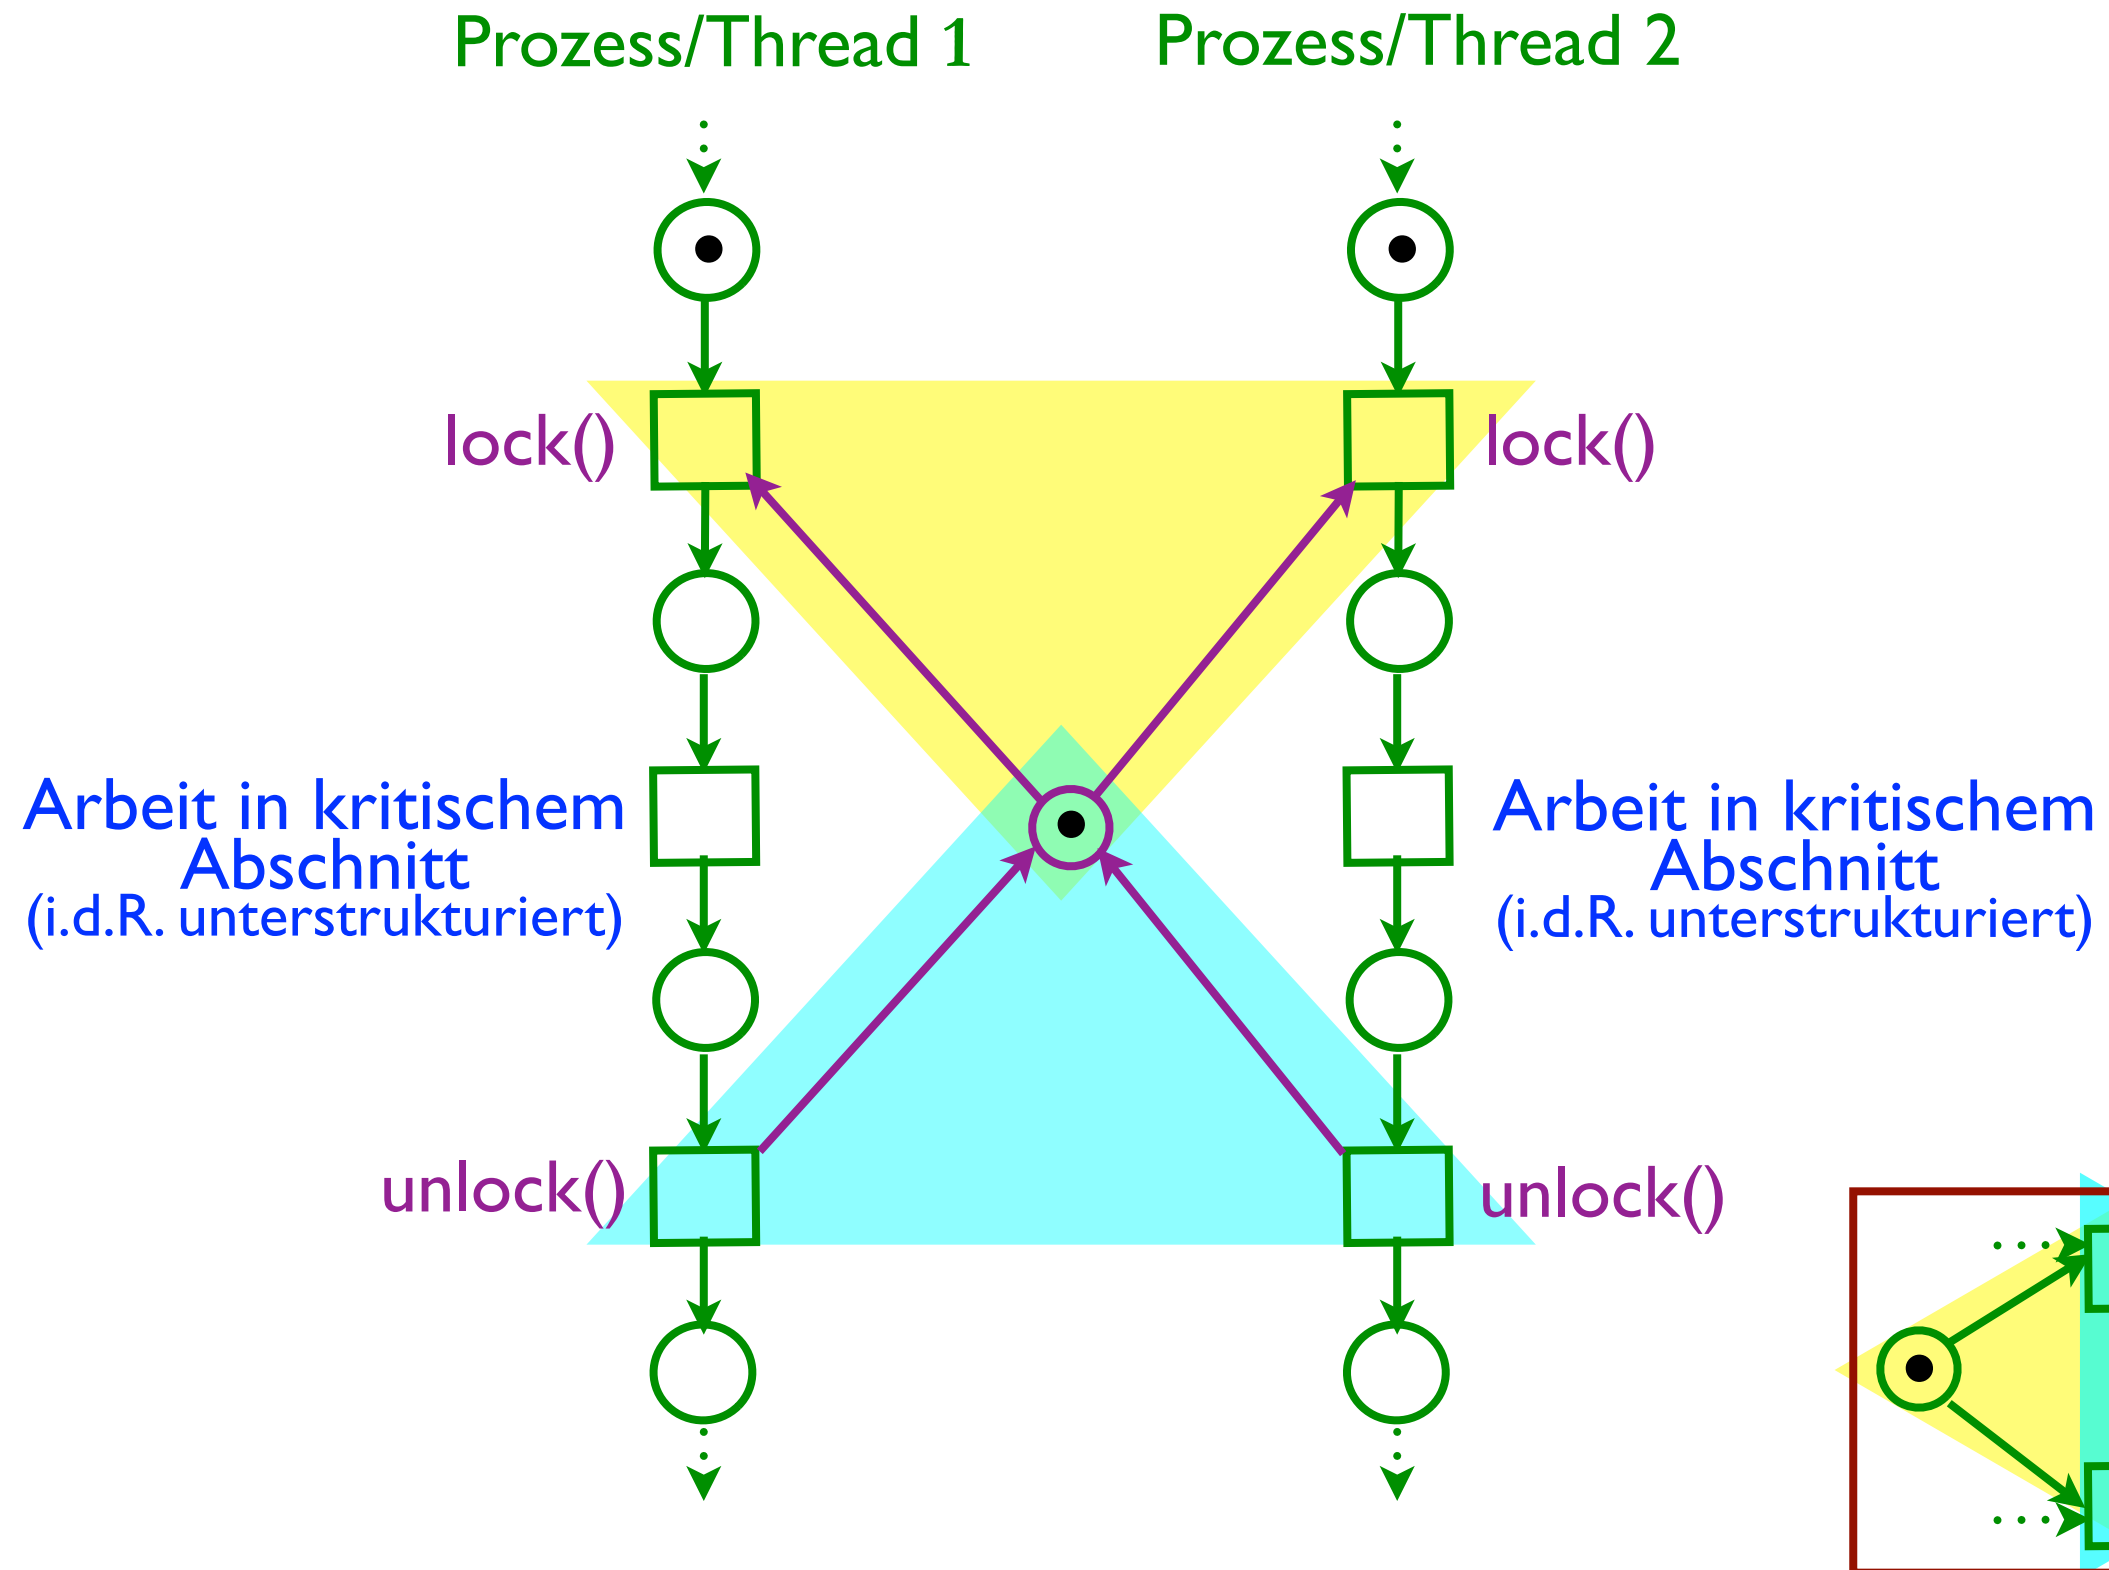 Prozess/Thread 1
Prozess/Thread 2
lock()
lock()
Arbeit in kritischem
Abschnitt
(i.d.R. unterstrukturiert)
Arbeit in kritischem
Abschnitt
(i.d.R. unterstrukturiert)
unlock()
unlock()